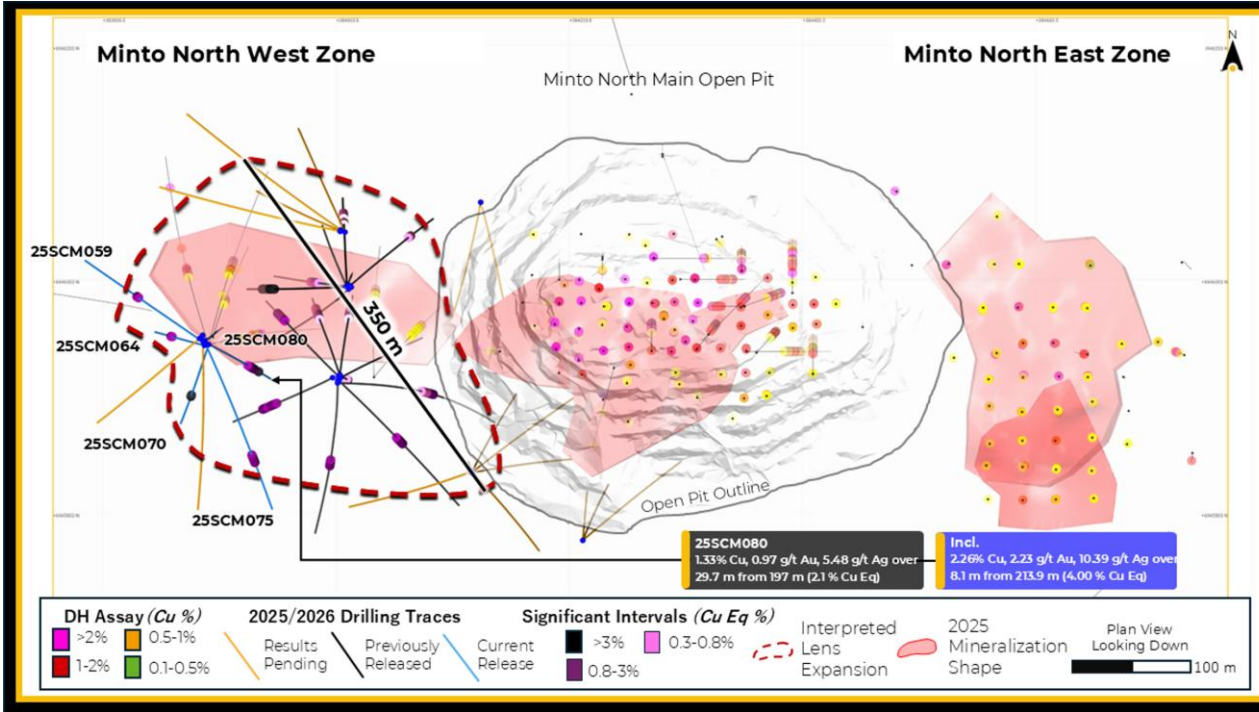 Minto North West Zone
Minto North East Zone
N
Minto North Main Open Pit
25SCM059
350 m
25SCM064
25SCM080
25SCM070
25SCM075
Open Pit Outline
25SCM080
1.33% Cu, 0.97 g/t Au, 5.48 g/t Ag over
29.7 m from 197 m (2.1 % Cu Eq)
Incl.
2.26% Cu, 2.23 g/t Au, 10.39 g/t Ag over
8.1 m from 213.9 m (4.00 % Cu Eq)
DH Assay (Cu %)
>2%
0.5-1%
1-2%
0.1-0.5%
2025/2026 Drilling Traces
Results
Pending
Previously
Released
Current
Release
Significant Intervals (Cu Eq %)
>3%
0.3-0.8%
0.8-3%
Interpreted
Lens
Expansion
2025
Mineralization
Shape
Plan View
Looking Down
100 m